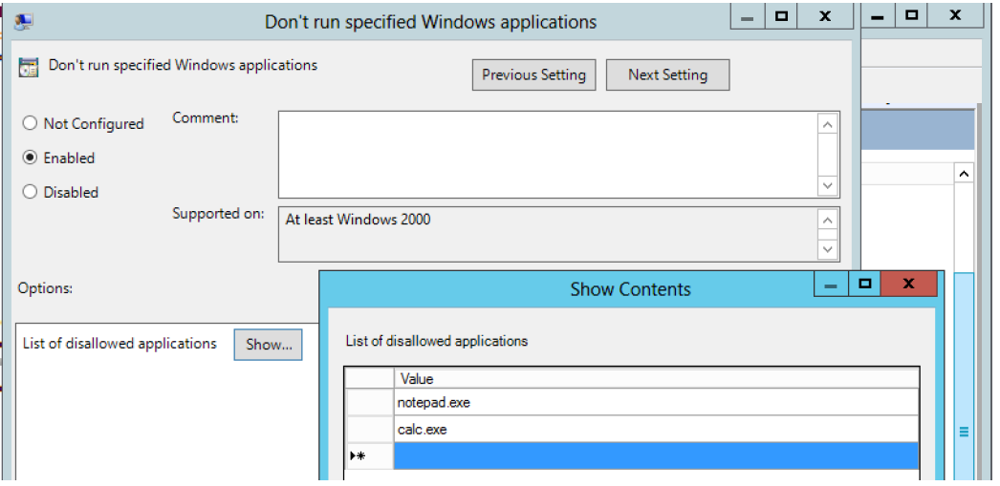 Don't run specified Windows applications
Don't run specified Windows applications
Previous Setting
Next Setting
Not Configured
Comment:
Enabled
Disabled
Supported on:
At least Windows 2000
Options:
List of disallowed applications
Show...
Show Contents
List of disallowed applications
Value
notepad.exe
calc.exe